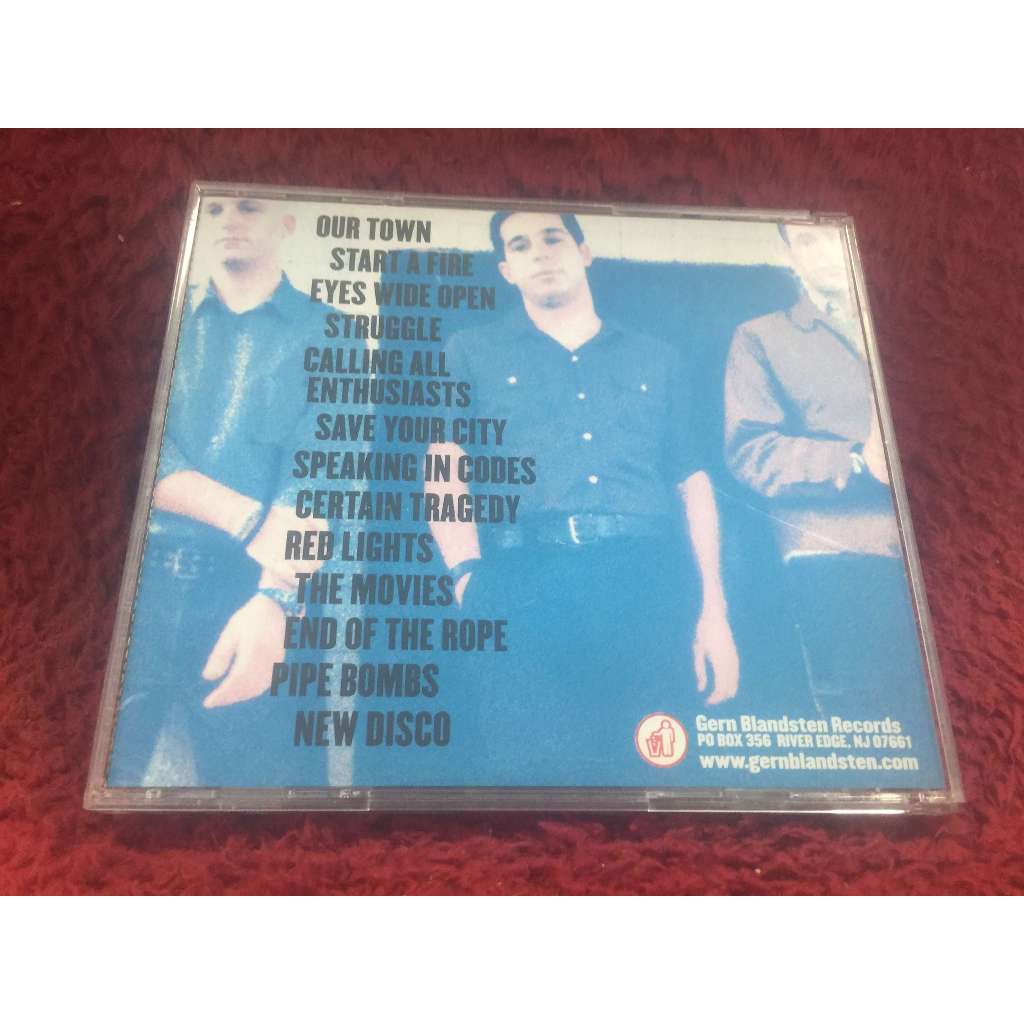 OUR TOWN
START A FIRE
EYES WIDE OPEN
STRUGGLE
CALLING ALL
ENTHUSIASTS
SAVE YOUR CITY
SPEAKING IN CODES
CERTAIN TRAGEDY
RED LIGHTS
THE MOVIES
END OF THE ROPE
PIPE BOMBS
NEW DISCO
Gern Blandsten Records
PO BOX 356 RIVER EDGE, NJ 07661
www.gernblandsten.com